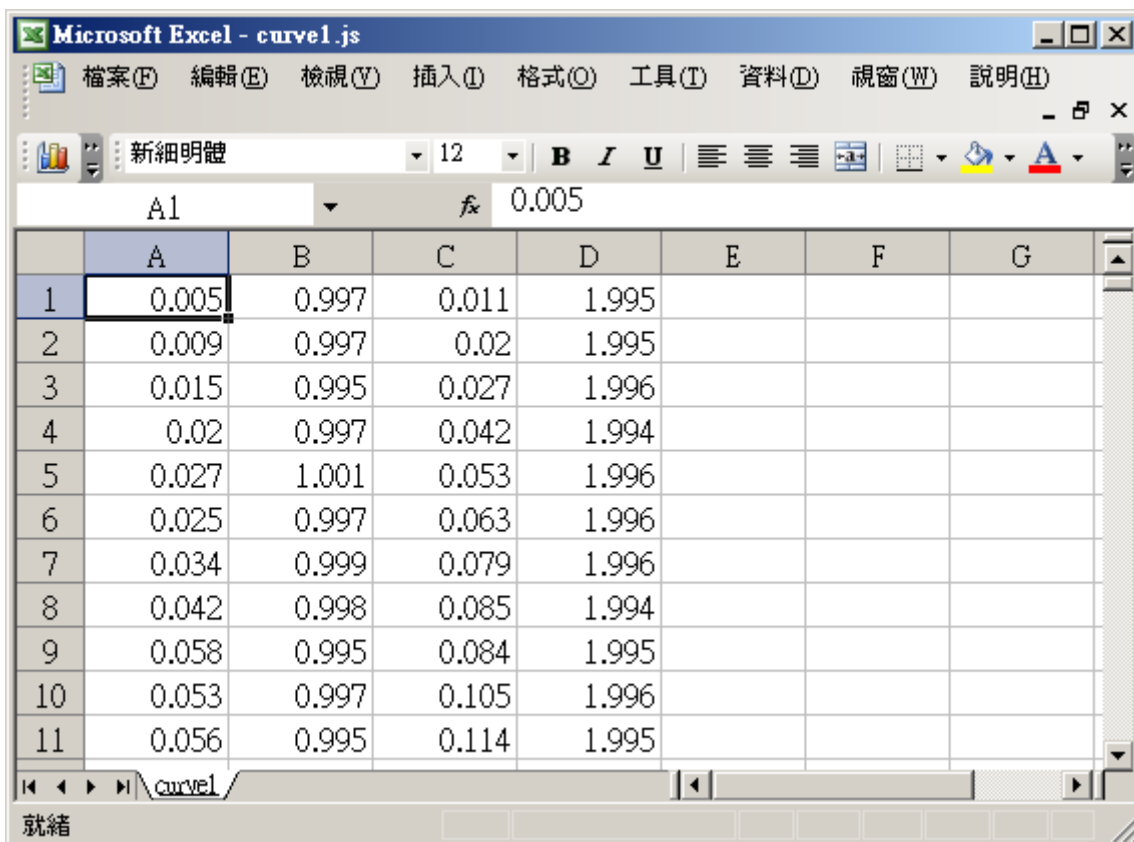 Microsoft Excel - curve1.js
檔案(F) 編輯(E) 檢視(V) 插入(I) 格式(O) 工具(T) 資料(D) 視窗(W) 說明(H)
新細明體 12 B I U A
A1 fx 0.005
A B C D E F G
1 0.005 0.997 0.011 1.995
2 0.009 0.997 0.02 1.995
3 0.015 0.995 0.027 1.996
4 0.02 0.997 0.042 1.994
5 0.027 1.001 0.053 1.996
6 0.025 0.997 0.063 1.996
7 0.034 0.999 0.079 1.996
8 0.042 0.998 0.085 1.994
9 0.058 0.995 0.084 1.995
10 0.053 0.997 0.105 1.996
11 0.056 0.995 0.114 1.995
curve1
就緒